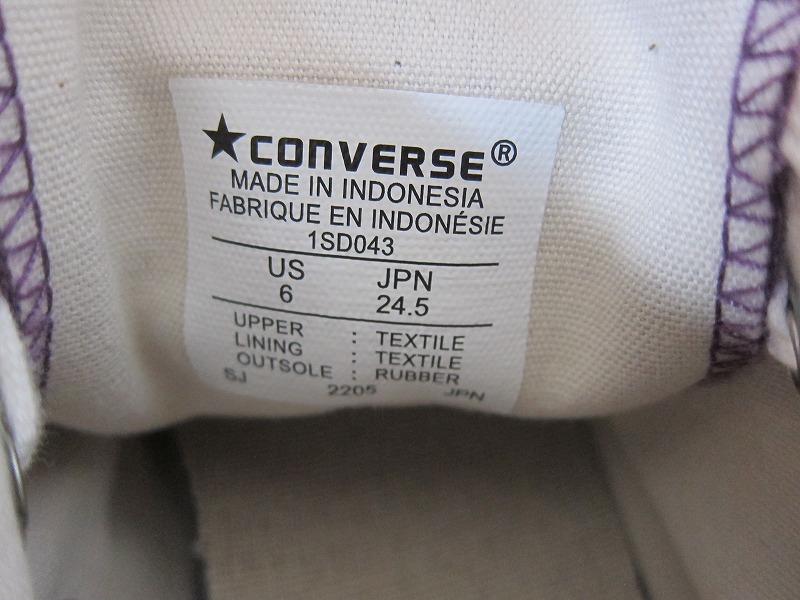 ★CONVERSE®
MADE IN INDONESIA
FABRIQUE EN INDONÉSIE
1SD043
US JPN
6 24.5
UPPER : TEXTILE
LINING : TEXTILE
OUTSOLE : RUBBER
SJ 2205 JPN